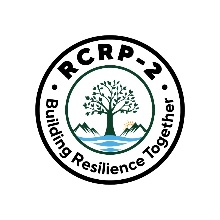 • RCRP-2 •
Building Resilience Together